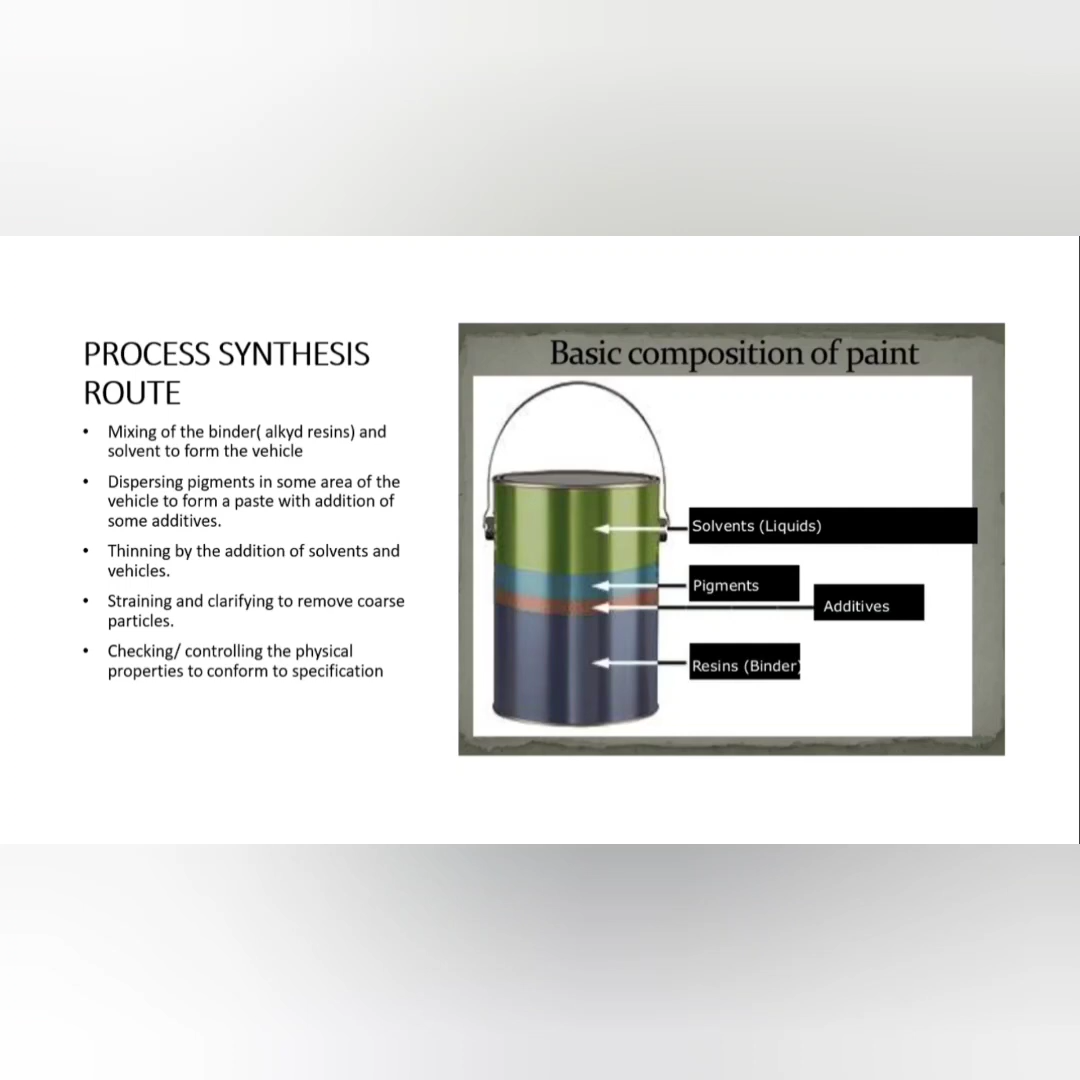 PROCESS SYNTHESIS
ROUTE
• Mixing of the binder( alkyd resins) and
solvent to form the vehicle
• Dispersing pigments in some area of the
vehicle to form a paste with addition of
some additives.
• Thinning by the addition of solvents and
vehicles.
• Straining and clarifying to remove coarse
particles.
• Checking/ controlling the physical
properties to conform to specification
Basic composition of paint
Solvents (Liquids)
Pigments
Additives
Resins (Binder)